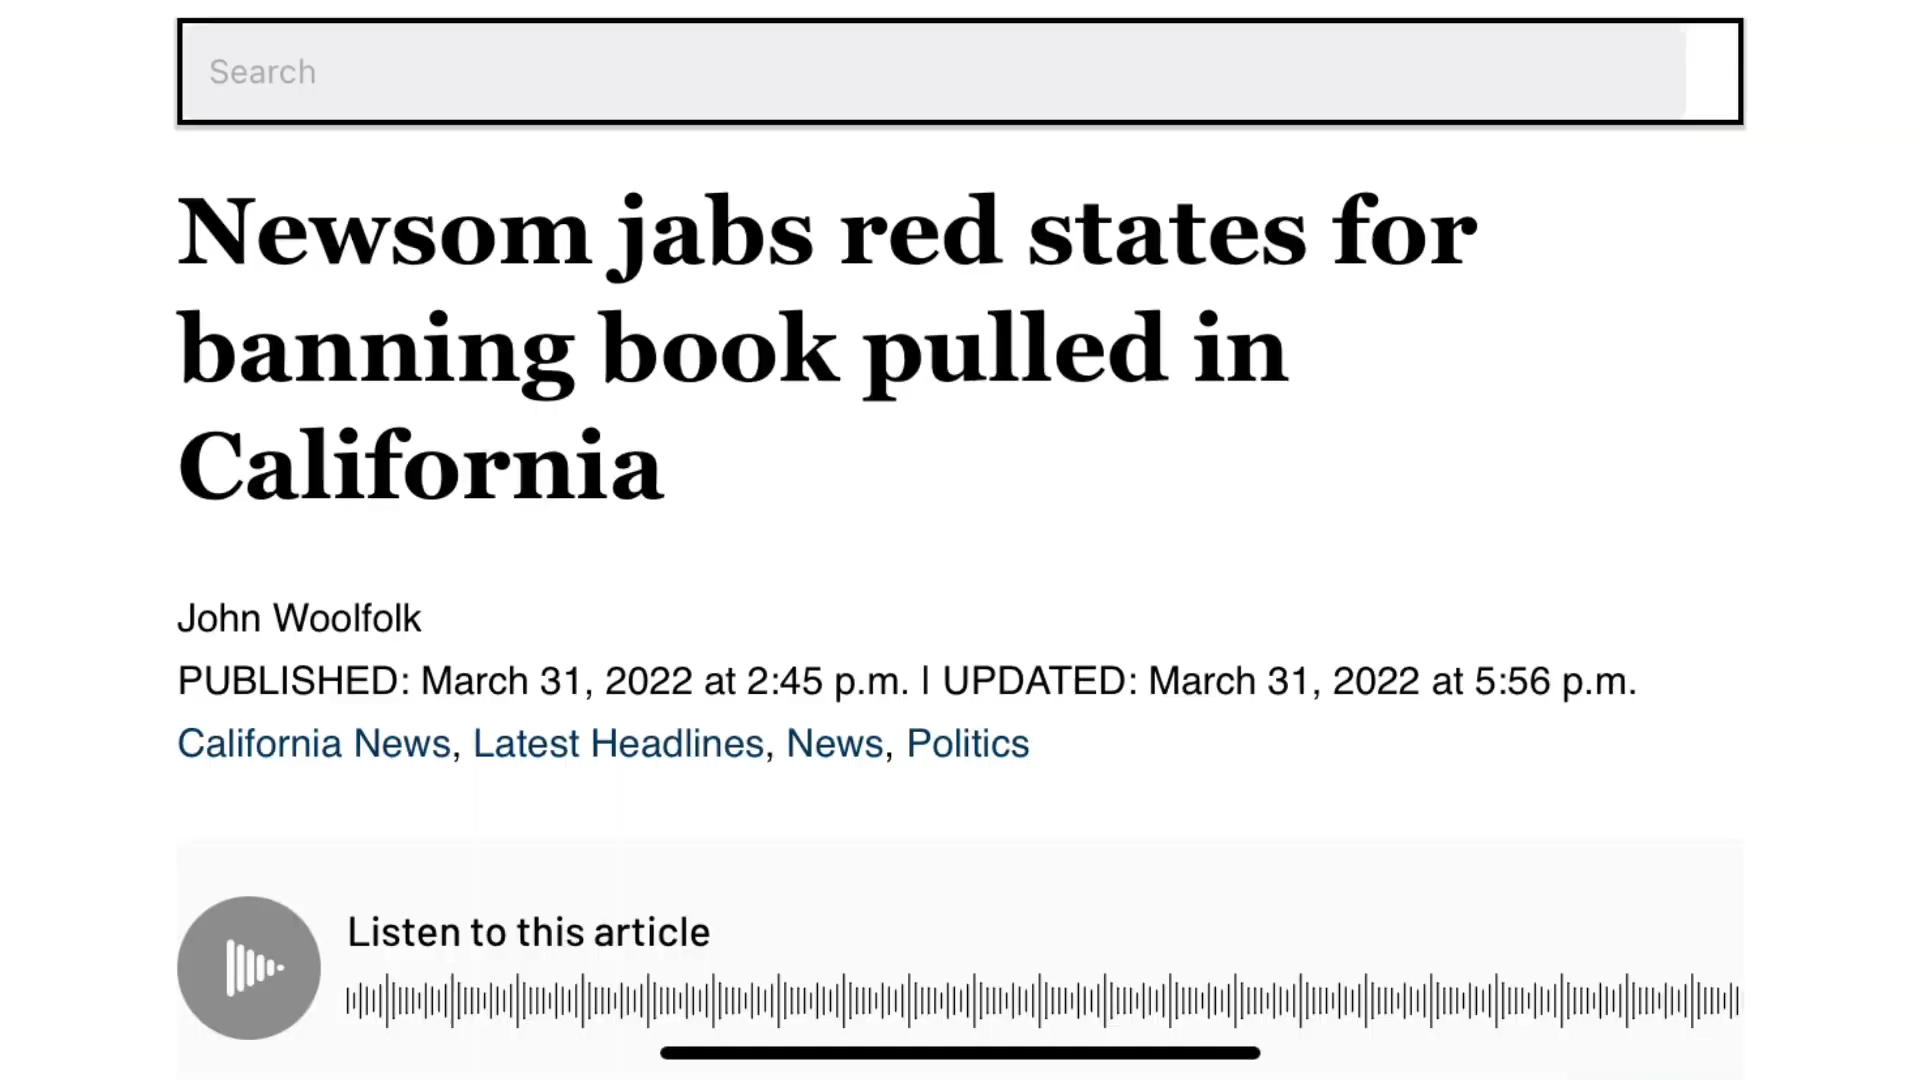 Search
Newsom jabs red states for
banning book pulled in
California
John Woolfolk
PUBLISHED: March 31, 2022 at 2:45 p.m. | UPDATED: March 31, 2022 at 5:56 p.m.
California News, Latest Headlines, News, Politics
Listen to this article